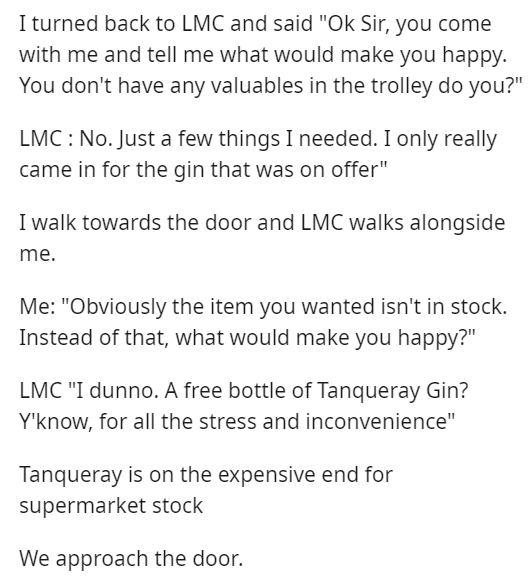 I turned back to LMC and said "Ok Sir, you come
with me and tell me what would make you happy.
You don't have any valuables in the trolley do you?"
LMC : No. Just a few things I needed. I only really
came in for the gin that was on offer"
I walk towards the door and LMC walks alongside
me.
Me: "Obviously the item you wanted isn't in stock.
Instead of that, what would make you happy?"
LMC "I dunno. A free bottle of Tanqueray Gin?
Y'know, for all the stress and inconvenience"
Tanqueray is on the expensive end for
supermarket stock
We approach the door.